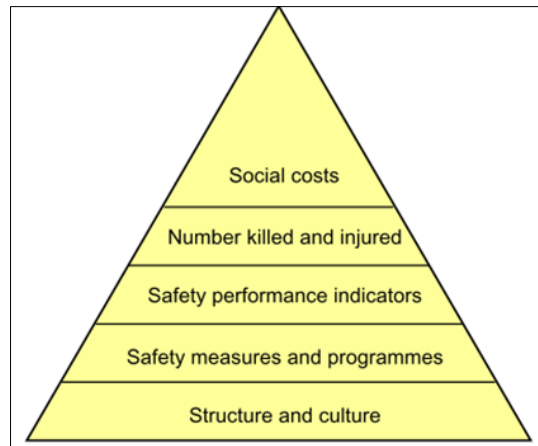 Social costs
Number killed and injured
Safety performance indicators
Safety measures and programmes
Structure and culture